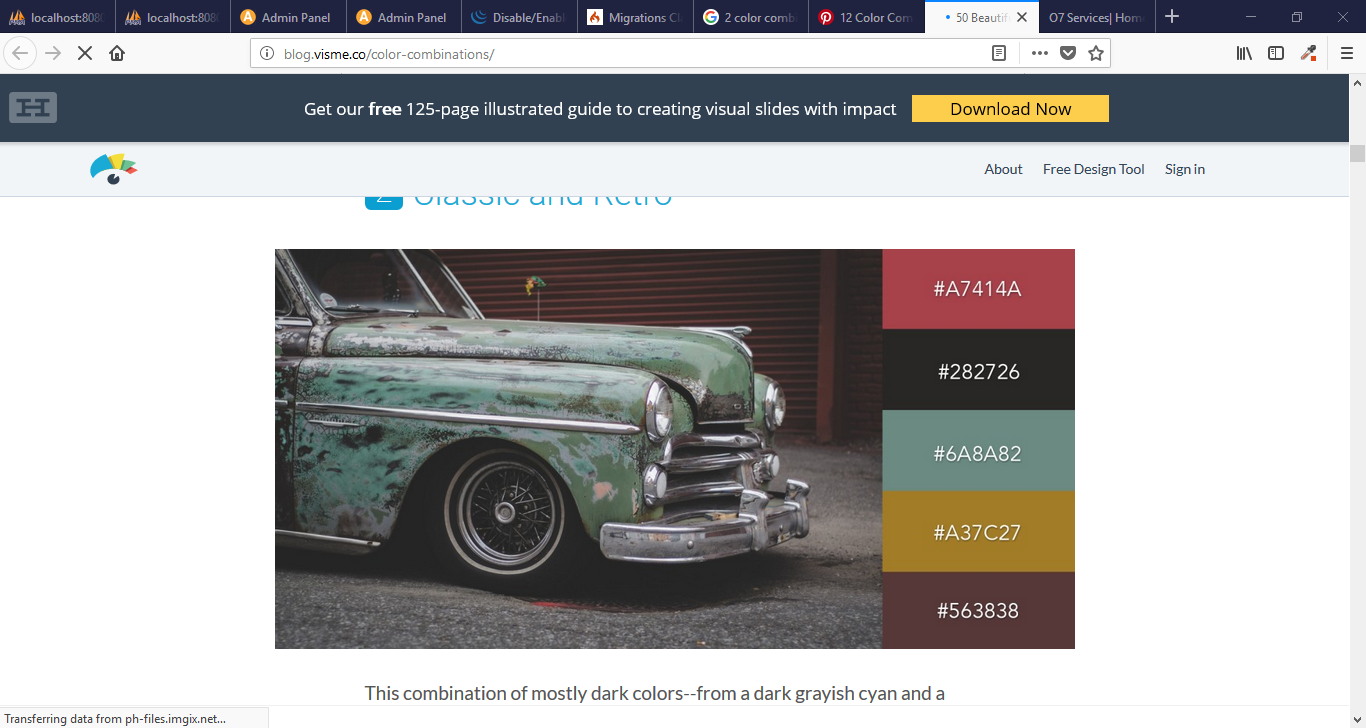 localhost:808
localhost:808
Admin Panel
Admin Panel
Disable/Enabl
Migrations Cl
2 color comb
12 Color Com
50 Beautif
O7 Services| Hom
blog.visme.co/color-combinations/
Get our free 125-page illustrated guide to creating visual slides with impact
Download Now
About
Free Design Tool
Sign in
2 Classic and Retro
#A7414A
#282726
#6A8A82
#A37C27
#563838
This combination of mostly dark colors--from a dark grayish cyan and a
Transferring data from ph-files.imgix.net...